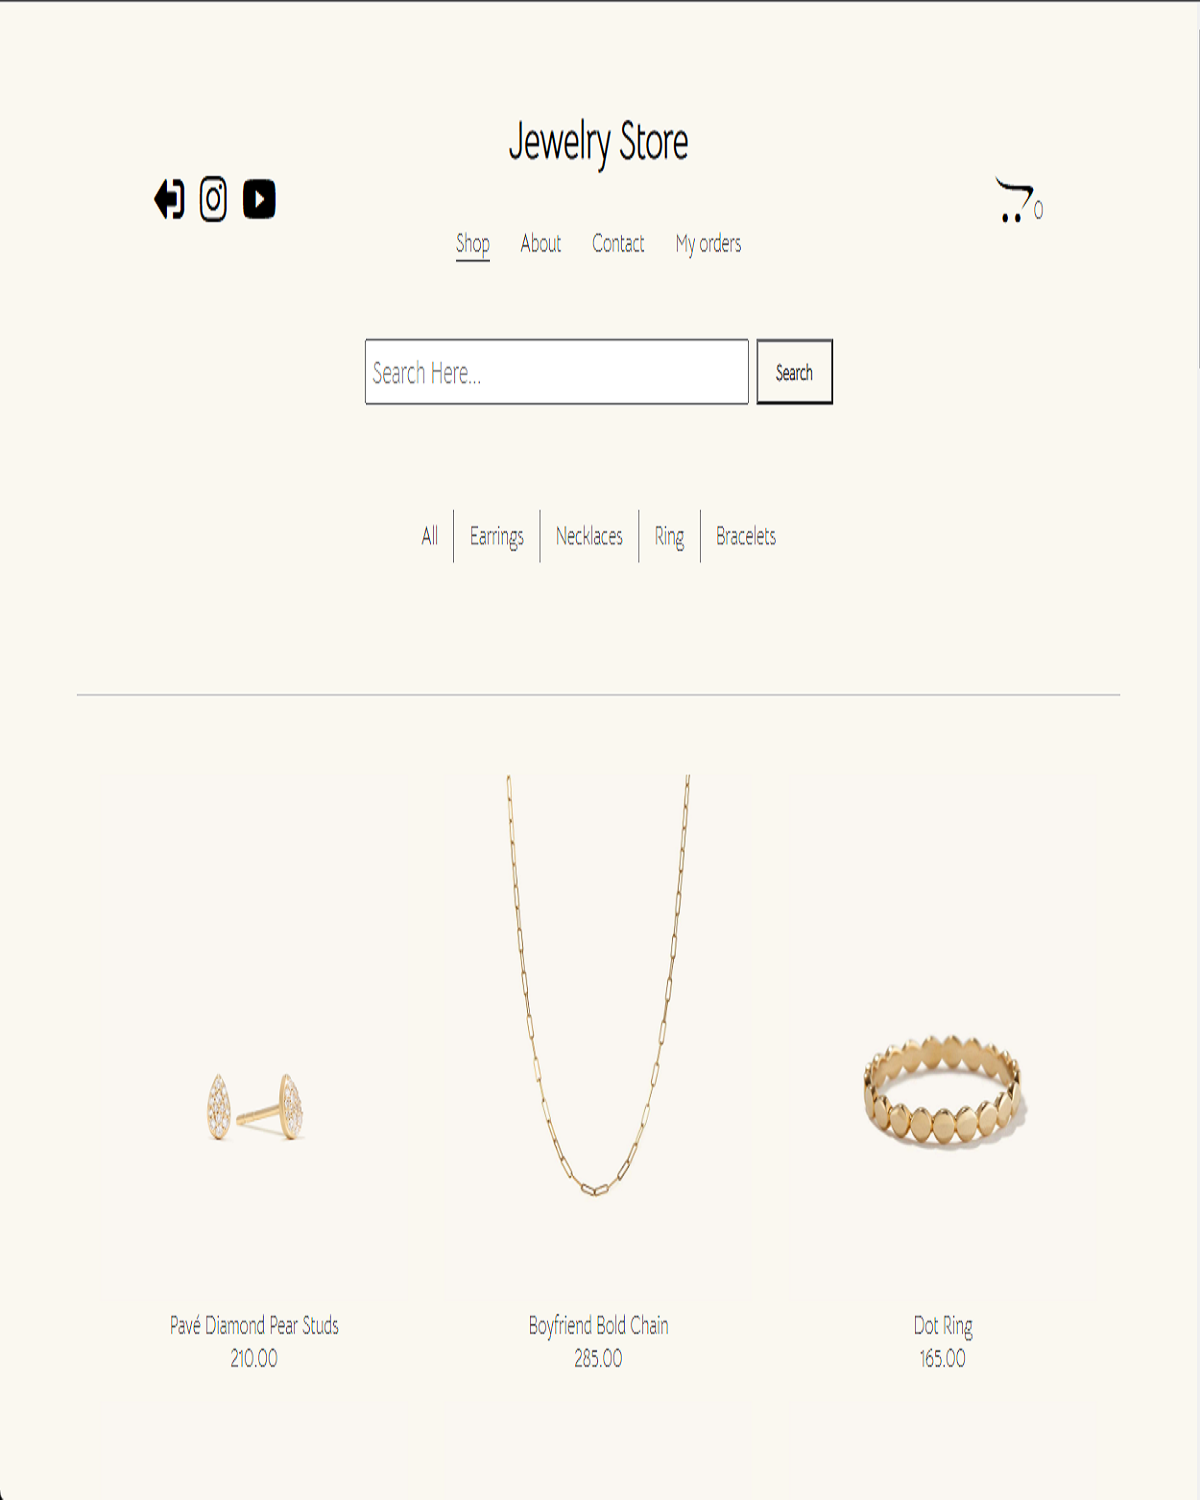 Jewelry Store
0
Shop About Contact My orders
Search Here... Search
All Earrings Necklaces Ring Bracelets
Pavé Diamond Pear Studs
210.00
Boyfriend Bold Chain
285.00
Dot Ring
165.00